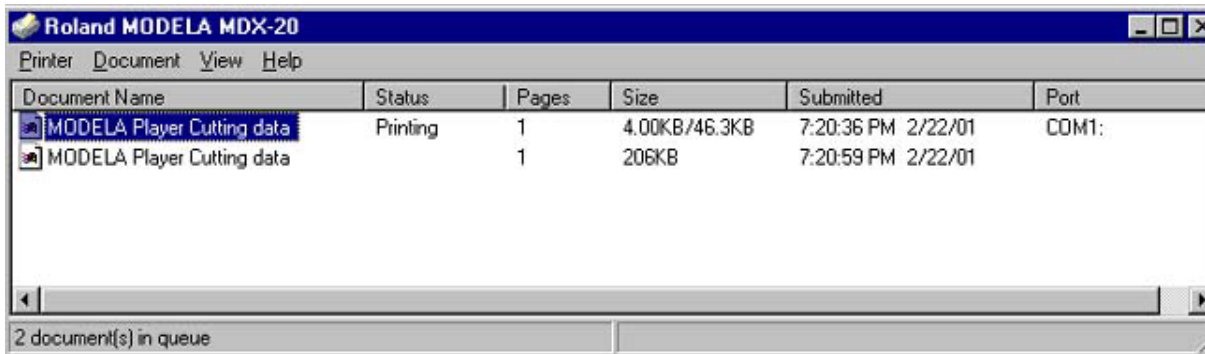 Roland MODELA MDX-20
Printer Document View Help
Document Name Status Pages Size Submitted Port
MODELA Player Cutting data Printing 1 4.00KB/46.3KB 7:20:36 PM 2/22/01 COM1:
MODELA Player Cutting data 1 206KB 7:20:59 PM 2/22/01
2 document(s) in queue